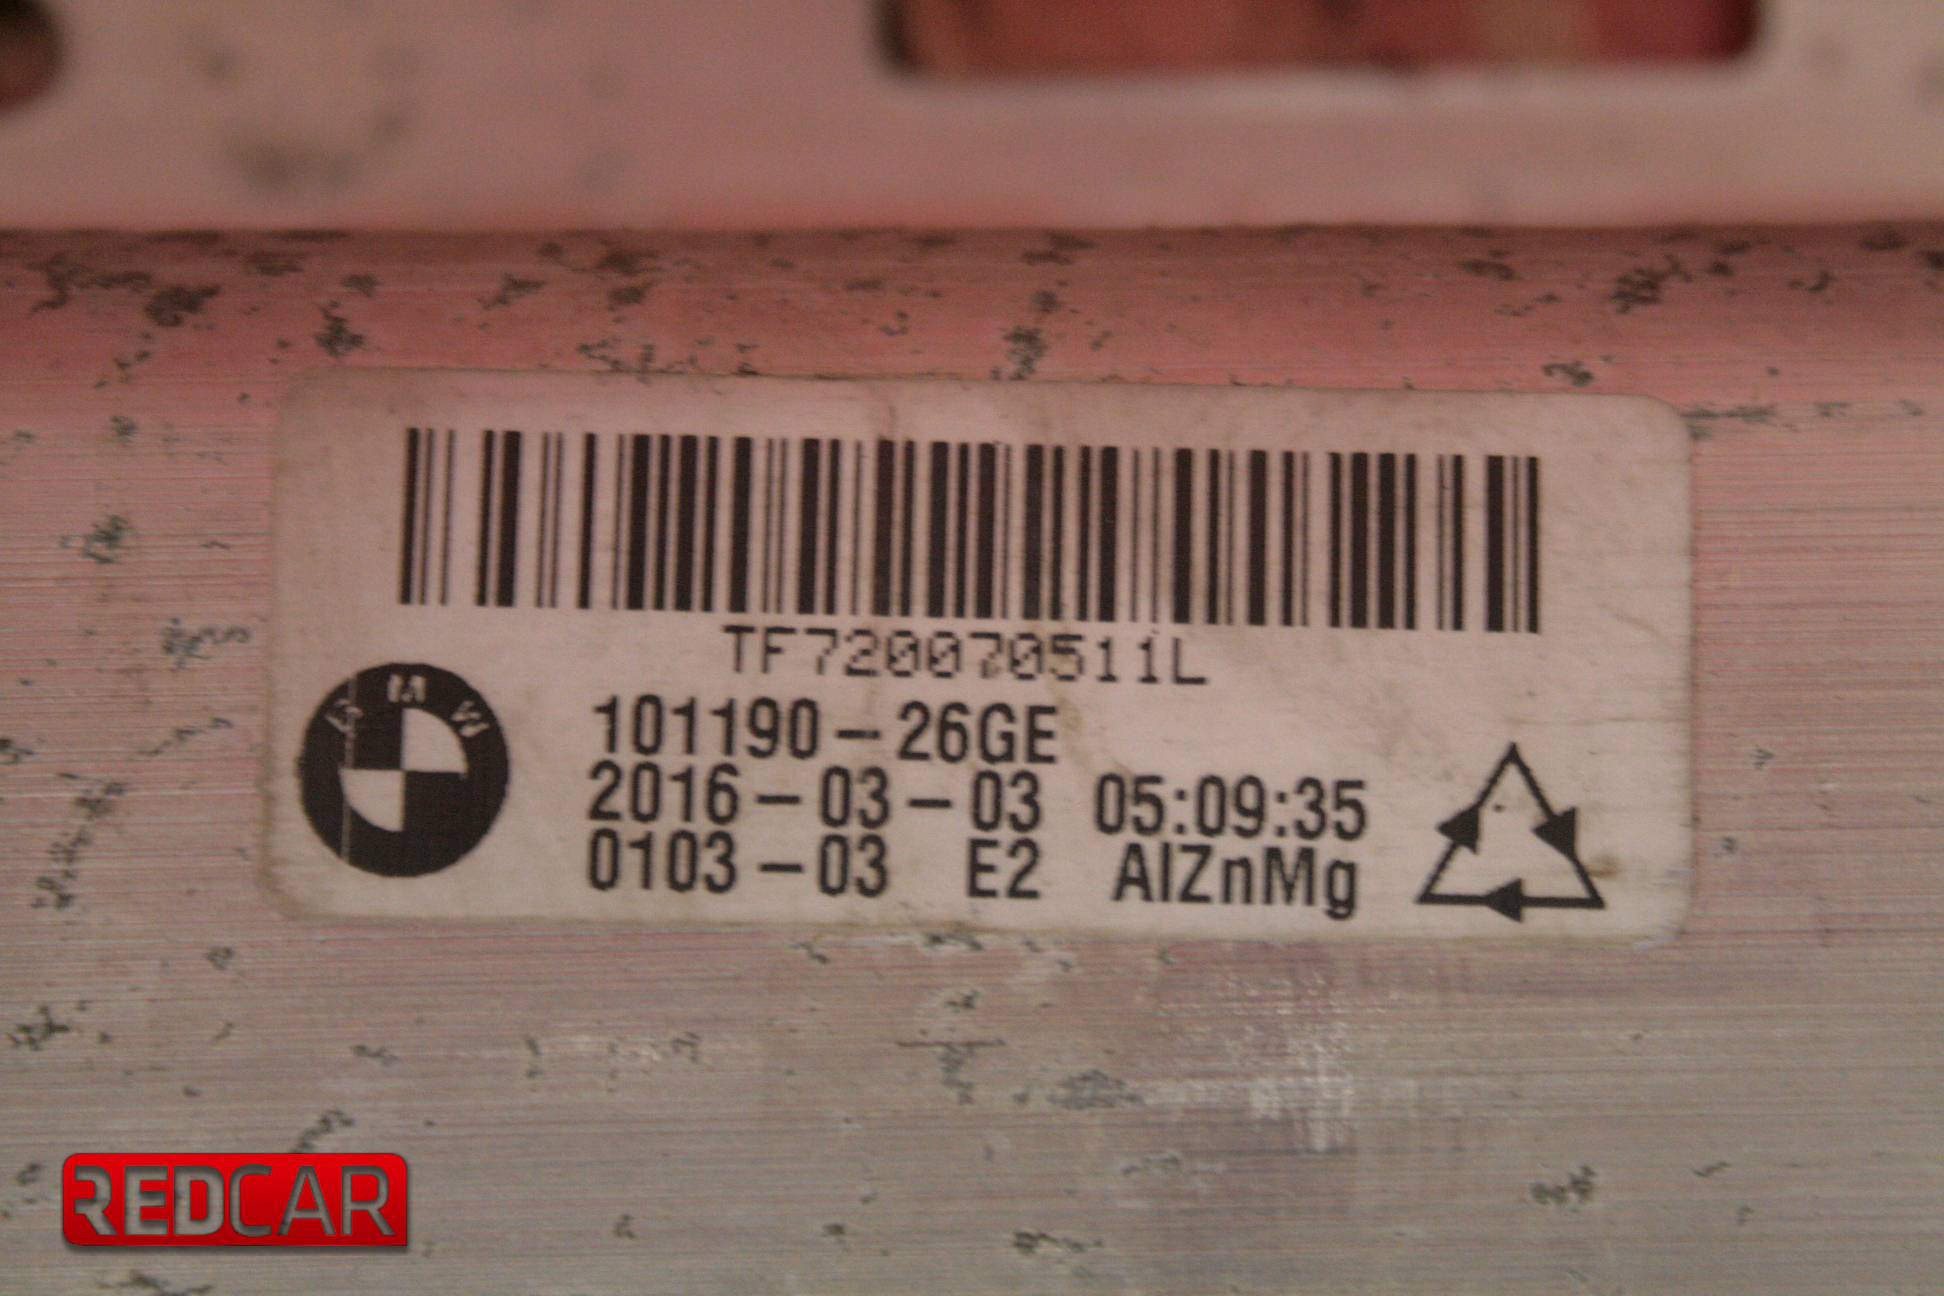 TF720070511L
BMW
101190-26GE
2016-03-03 05:09:35
0103-03 E2 AlZnMg
REDCAR